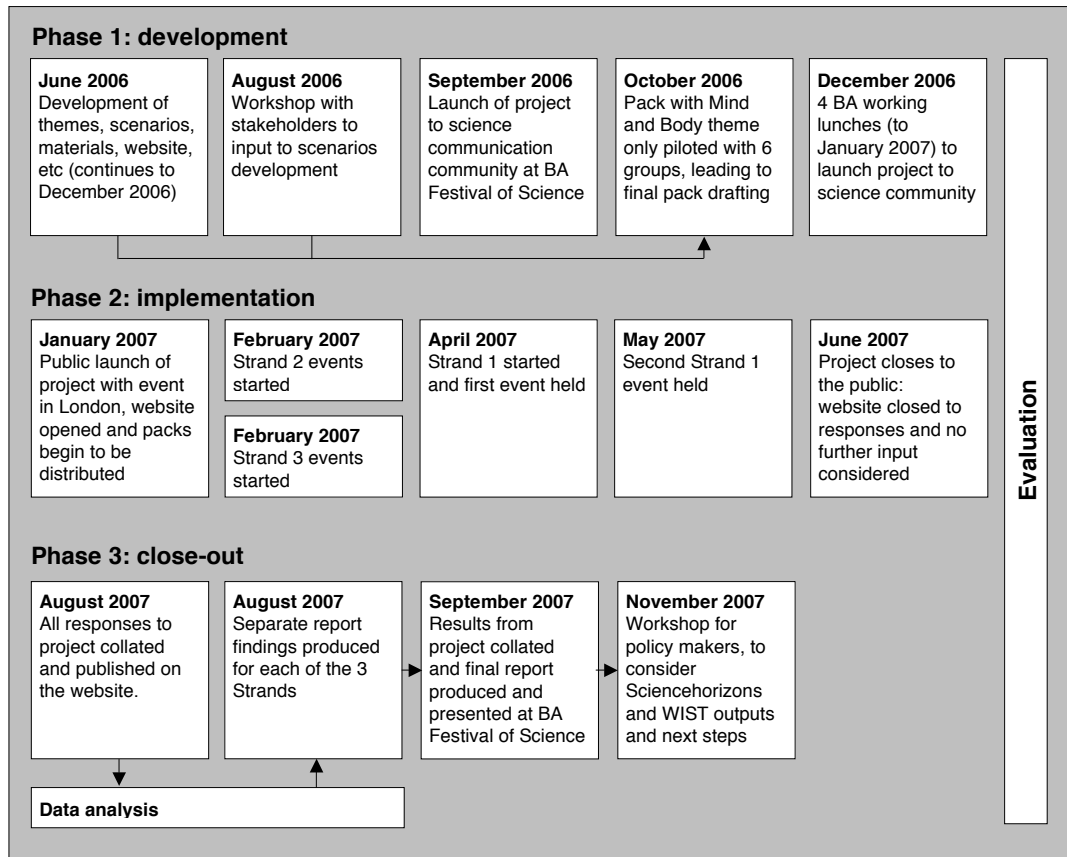 Phase 1: development
June 2006
Development of
themes, scenarios,
materials, website,
etc (continues to
December 2006)
August 2006
Workshop with
stakeholders to
input to scenarios
development
September 2006
Launch of project
to science
communication
community at BA
Festival of Science
October 2006
Pack with Mind
and Body theme
only piloted with 6
groups, leading to
final pack drafting
December 2006
4 BA working
lunches (to
January 2007) to
launch project to
science community
Phase 2: implementation
January 2007
Public launch of
project with event
in London, website
opened and packs
begin to be
distributed
February 2007
Strand 2 events
started
February 2007
Strand 3 events
started
April 2007
Strand 1 started
and first event held
May 2007
Second Strand 1
event held
June 2007
Project closes to
the public:
website closed to
responses and no
further input
considered
Phase 3: close-out
August 2007
All responses to
project collated
and published on
the website.
August 2007
Separate report
findings produced
for each of the 3
Strands
September 2007
Results from
project collated
and final report
produced and
presented at BA
Festival of Science
November 2007
Workshop for
policy makers, to
consider
Sciencehorizons
and WIST outputs
and next steps
Data analysis
Evaluation